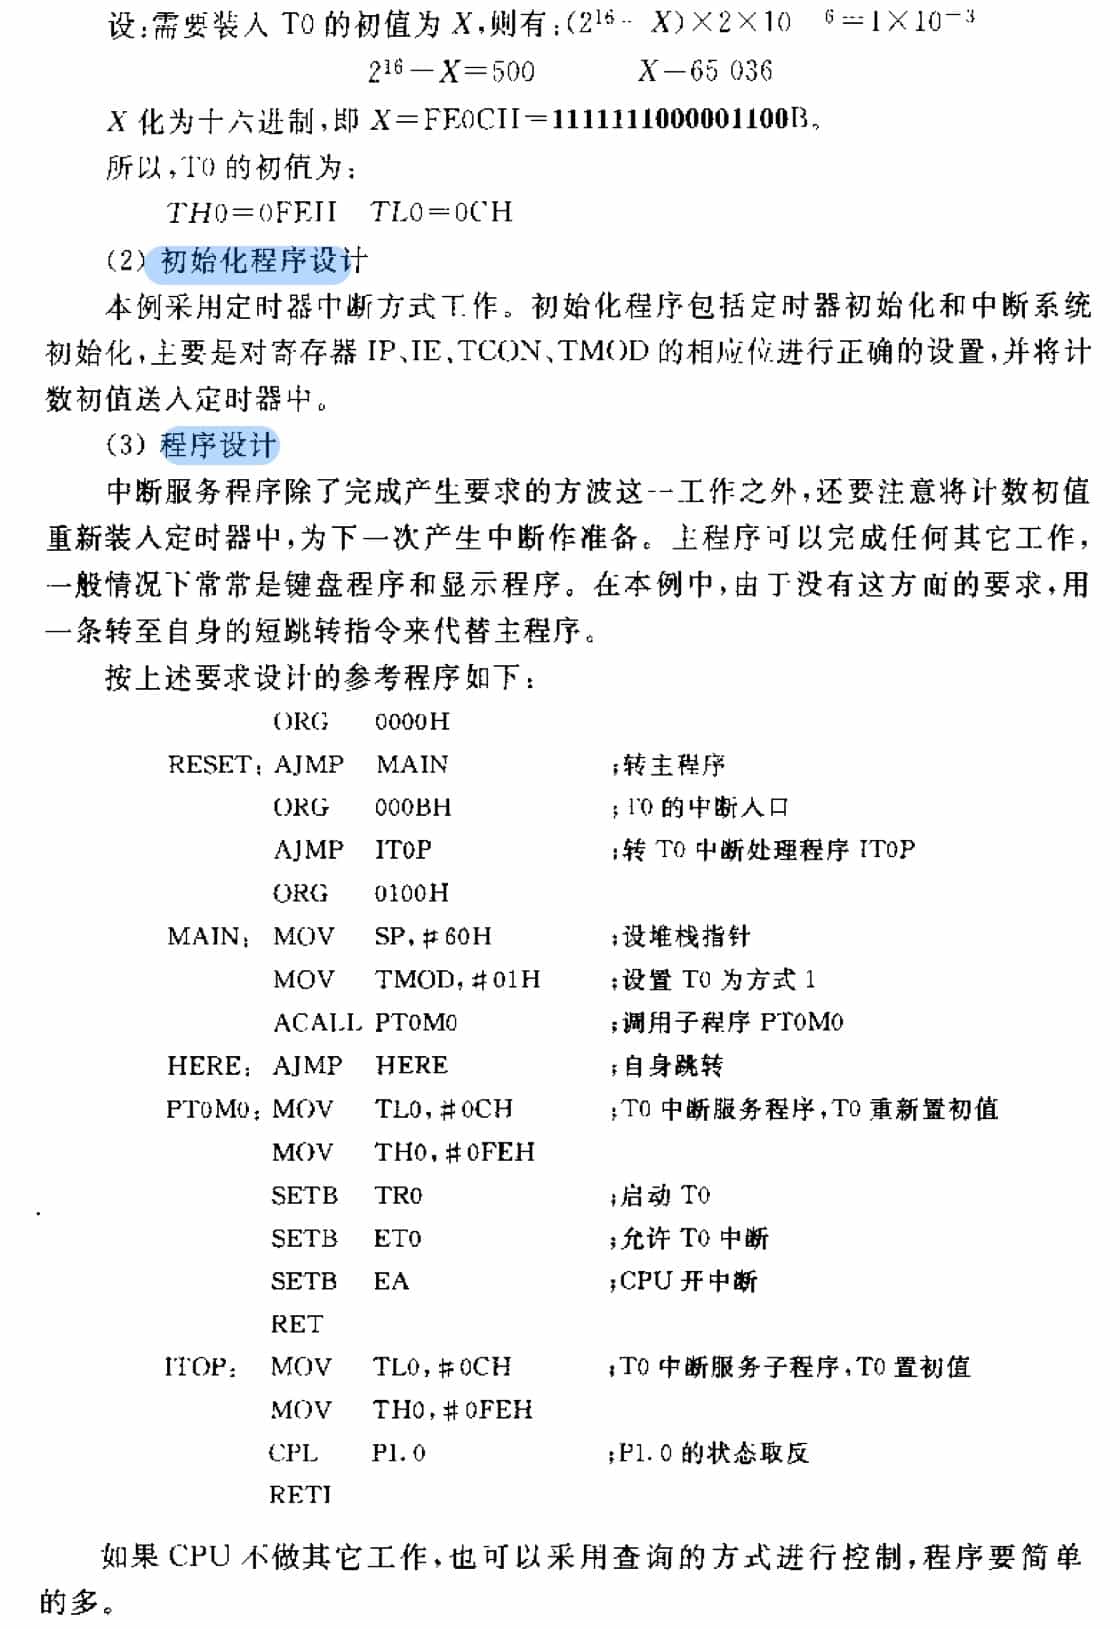 设:需要装入 T0 的初值为 X,则有:(2¹⁶- X)×2×10 ⁶=1×10⁻³
2¹⁶-X=500 X-65 036
X 化为十六进制,即 X=FE0CH=1111111000001100B。
所以,T0 的初值为:
TH0=0FEH TL0=0CH
(2) 初始化程序设计
本例采用定时器中断方式工作。初始化程序包括定时器初始化和中断系统
初始化,主要是对寄存器 IP、IE、TCON、TMOD 的相应位进行正确的设置,并将计
数初值送入定时器中。
(3) 程序设计
中断服务程序除了完成产生要求的方波这一工作之外,还要注意将计数初值
重新装入定时器中,为下一次产生中断作准备。主程序可以完成任何其它工作,
一般情况下常常是键盘程序和显示程序。在本例中,由于没有这方面的要求,用
一条转至自身的短跳转指令来代替主程序。
按上述要求设计的参考程序如下:
ORG 0000H
RESET: AJMP MAIN ;转主程序
ORG 000BH ;T0 的中断入口
AJMP IT0P ;转 T0 中断处理程序 IT0P
ORG 0100H
MAIN: MOV SP,#60H ;设堆栈指针
MOV TMOD,#01H ;设置 T0 为方式 1
ACALL PT0M0 ;调用子程序 PT0M0
HERE: AJMP HERE ;自身跳转
PT0M0: MOV TL0,#0CH ;T0 中断服务程序,T0 重新置初值
MOV TH0,#0FEH
SETB TR0 ;启动 T0
SETB ET0 ;允许 T0 中断
SETB EA ;CPU 开中断
RET
ITOP: MOV TL0,#0CH ;T0 中断服务子程序,T0 置初值
MOV TH0,#0FEH
CPL P1.0 ;P1.0 的状态取反
RETI
如果 CPU 不做其它工作,也可以采用查询的方式进行控制,程序要简单
的多。